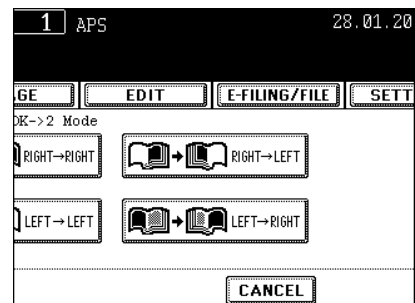 1 APS 28.01.20
GE EDIT E-FILING/FILE SETT
OK->2 Mode
RIGHT→RIGHT RIGHT→LEFT
LEFT→LEFT LEFT→RIGHT
CANCEL